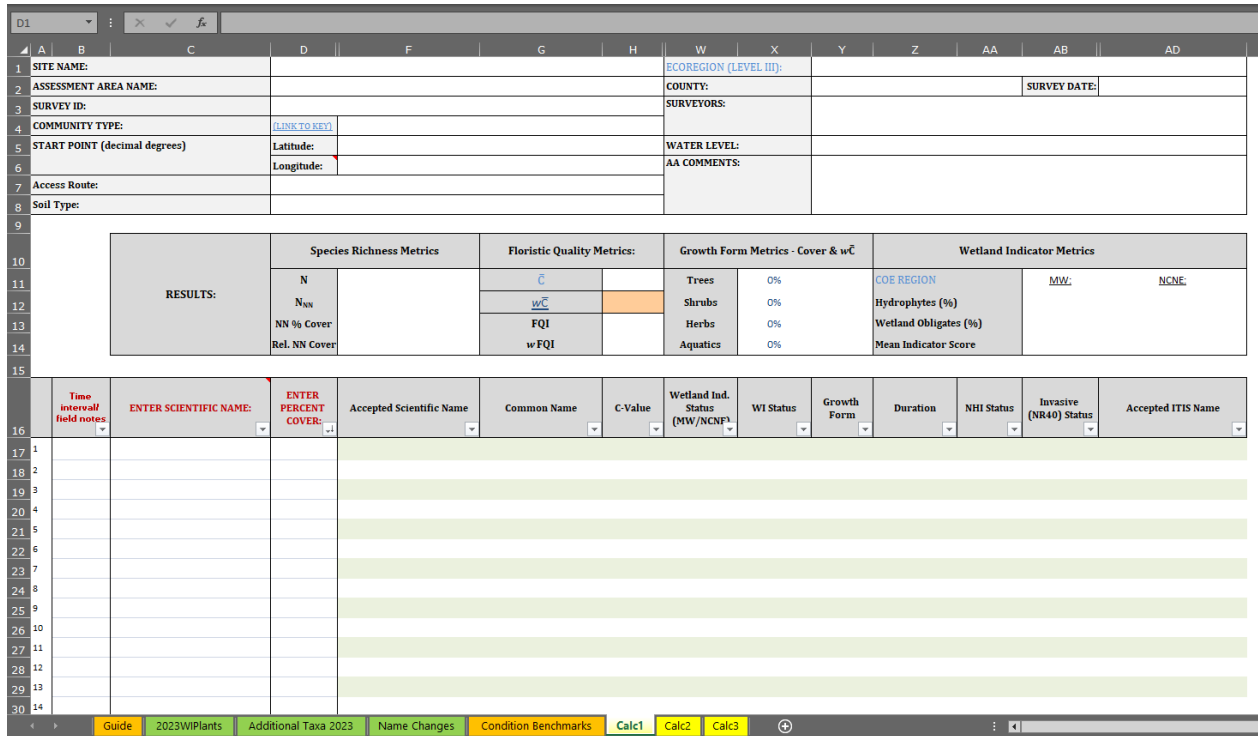 D1 fx
A B C D F G H W X Y Z AA AB AD
1 SITE NAME: ECOREGION (LEVEL III):
2 ASSESSMENT AREA NAME: COUNTY: SURVEY DATE:
3 SURVEY ID: SURVEYORS:
4 COMMUNITY TYPE: (LINK TO KEY)
5 START POINT (decimal degrees) Latitude: WATER LEVEL:
6 Longitude: AA COMMENTS:
7 Access Route:
8 Soil Type:
9
10 Species Richness Metrics Floristic Quality Metrics: Growth Form Metrics - Cover & wC̄ Wetland Indicator Metrics
11 RESULTS: N C̄ Trees 0% COE REGION MW: NCNE:
12 NNN wC̄ Shrubs 0% Hydrophytes (%)
13 NN % Cover FQI Herbs 0% Wetland Obligates (%)
14 Rel. NN Cover w FQI Aquatics 0% Mean Indicator Score
15
16 Time interval/ field notes ENTER SCIENTIFIC NAME: ENTER PERCENT COVER: Accepted Scientific Name Common Name C-Value Wetland Ind. Status (MW/NCNE) WI Status Growth Form Duration NHI Status Invasive (NR40) Status Accepted ITIS Name
17 1
18 2
19 3
20 4
21 5
22 6
23 7
24 8
25 9
26 10
27 11
28 12
29 13
30 14
Guide 2023WIPlants Additional Taxa 2023 Name Changes Condition Benchmarks Calc1 Calc2 Calc3